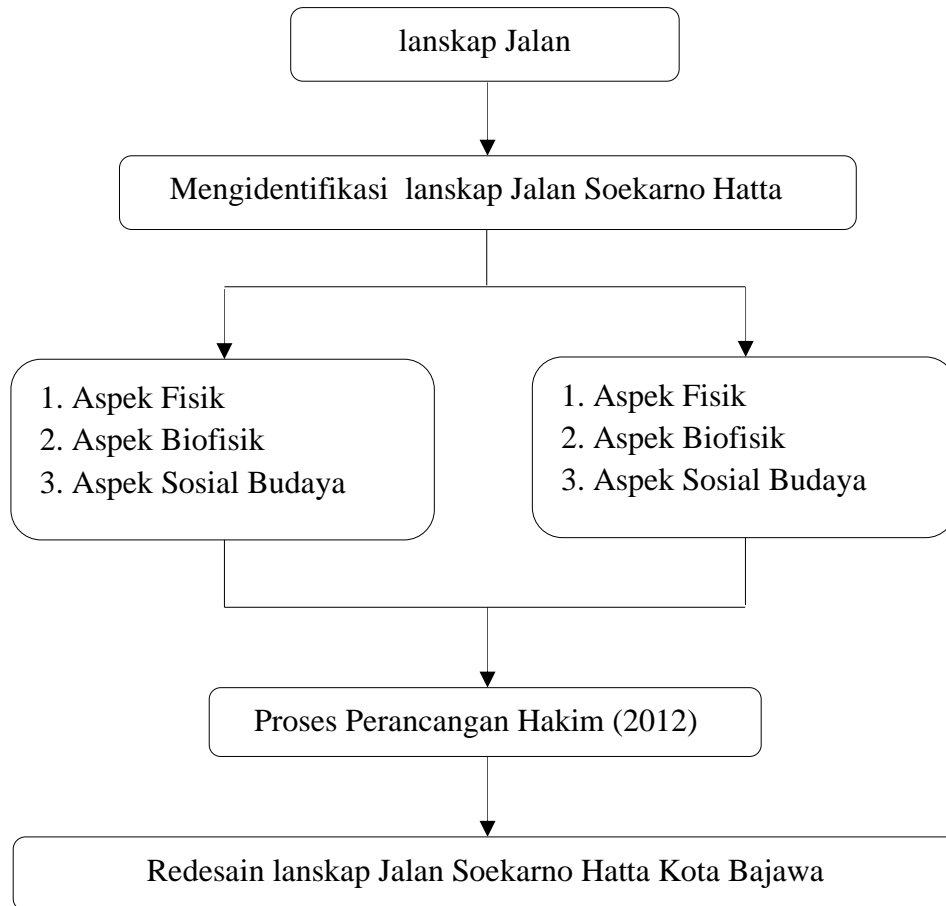 lanskap Jalan
Mengidentifikasi lanskap Jalan Soekarno Hatta
1. Aspek Fisik
2. Aspek Biofisik
3. Aspek Sosial Budaya
1. Aspek Fisik
2. Aspek Biofisik
3. Aspek Sosial Budaya
Proses Perancangan Hakim (2012)
Redesain lanskap Jalan Soekarno Hatta Kota Bajawa